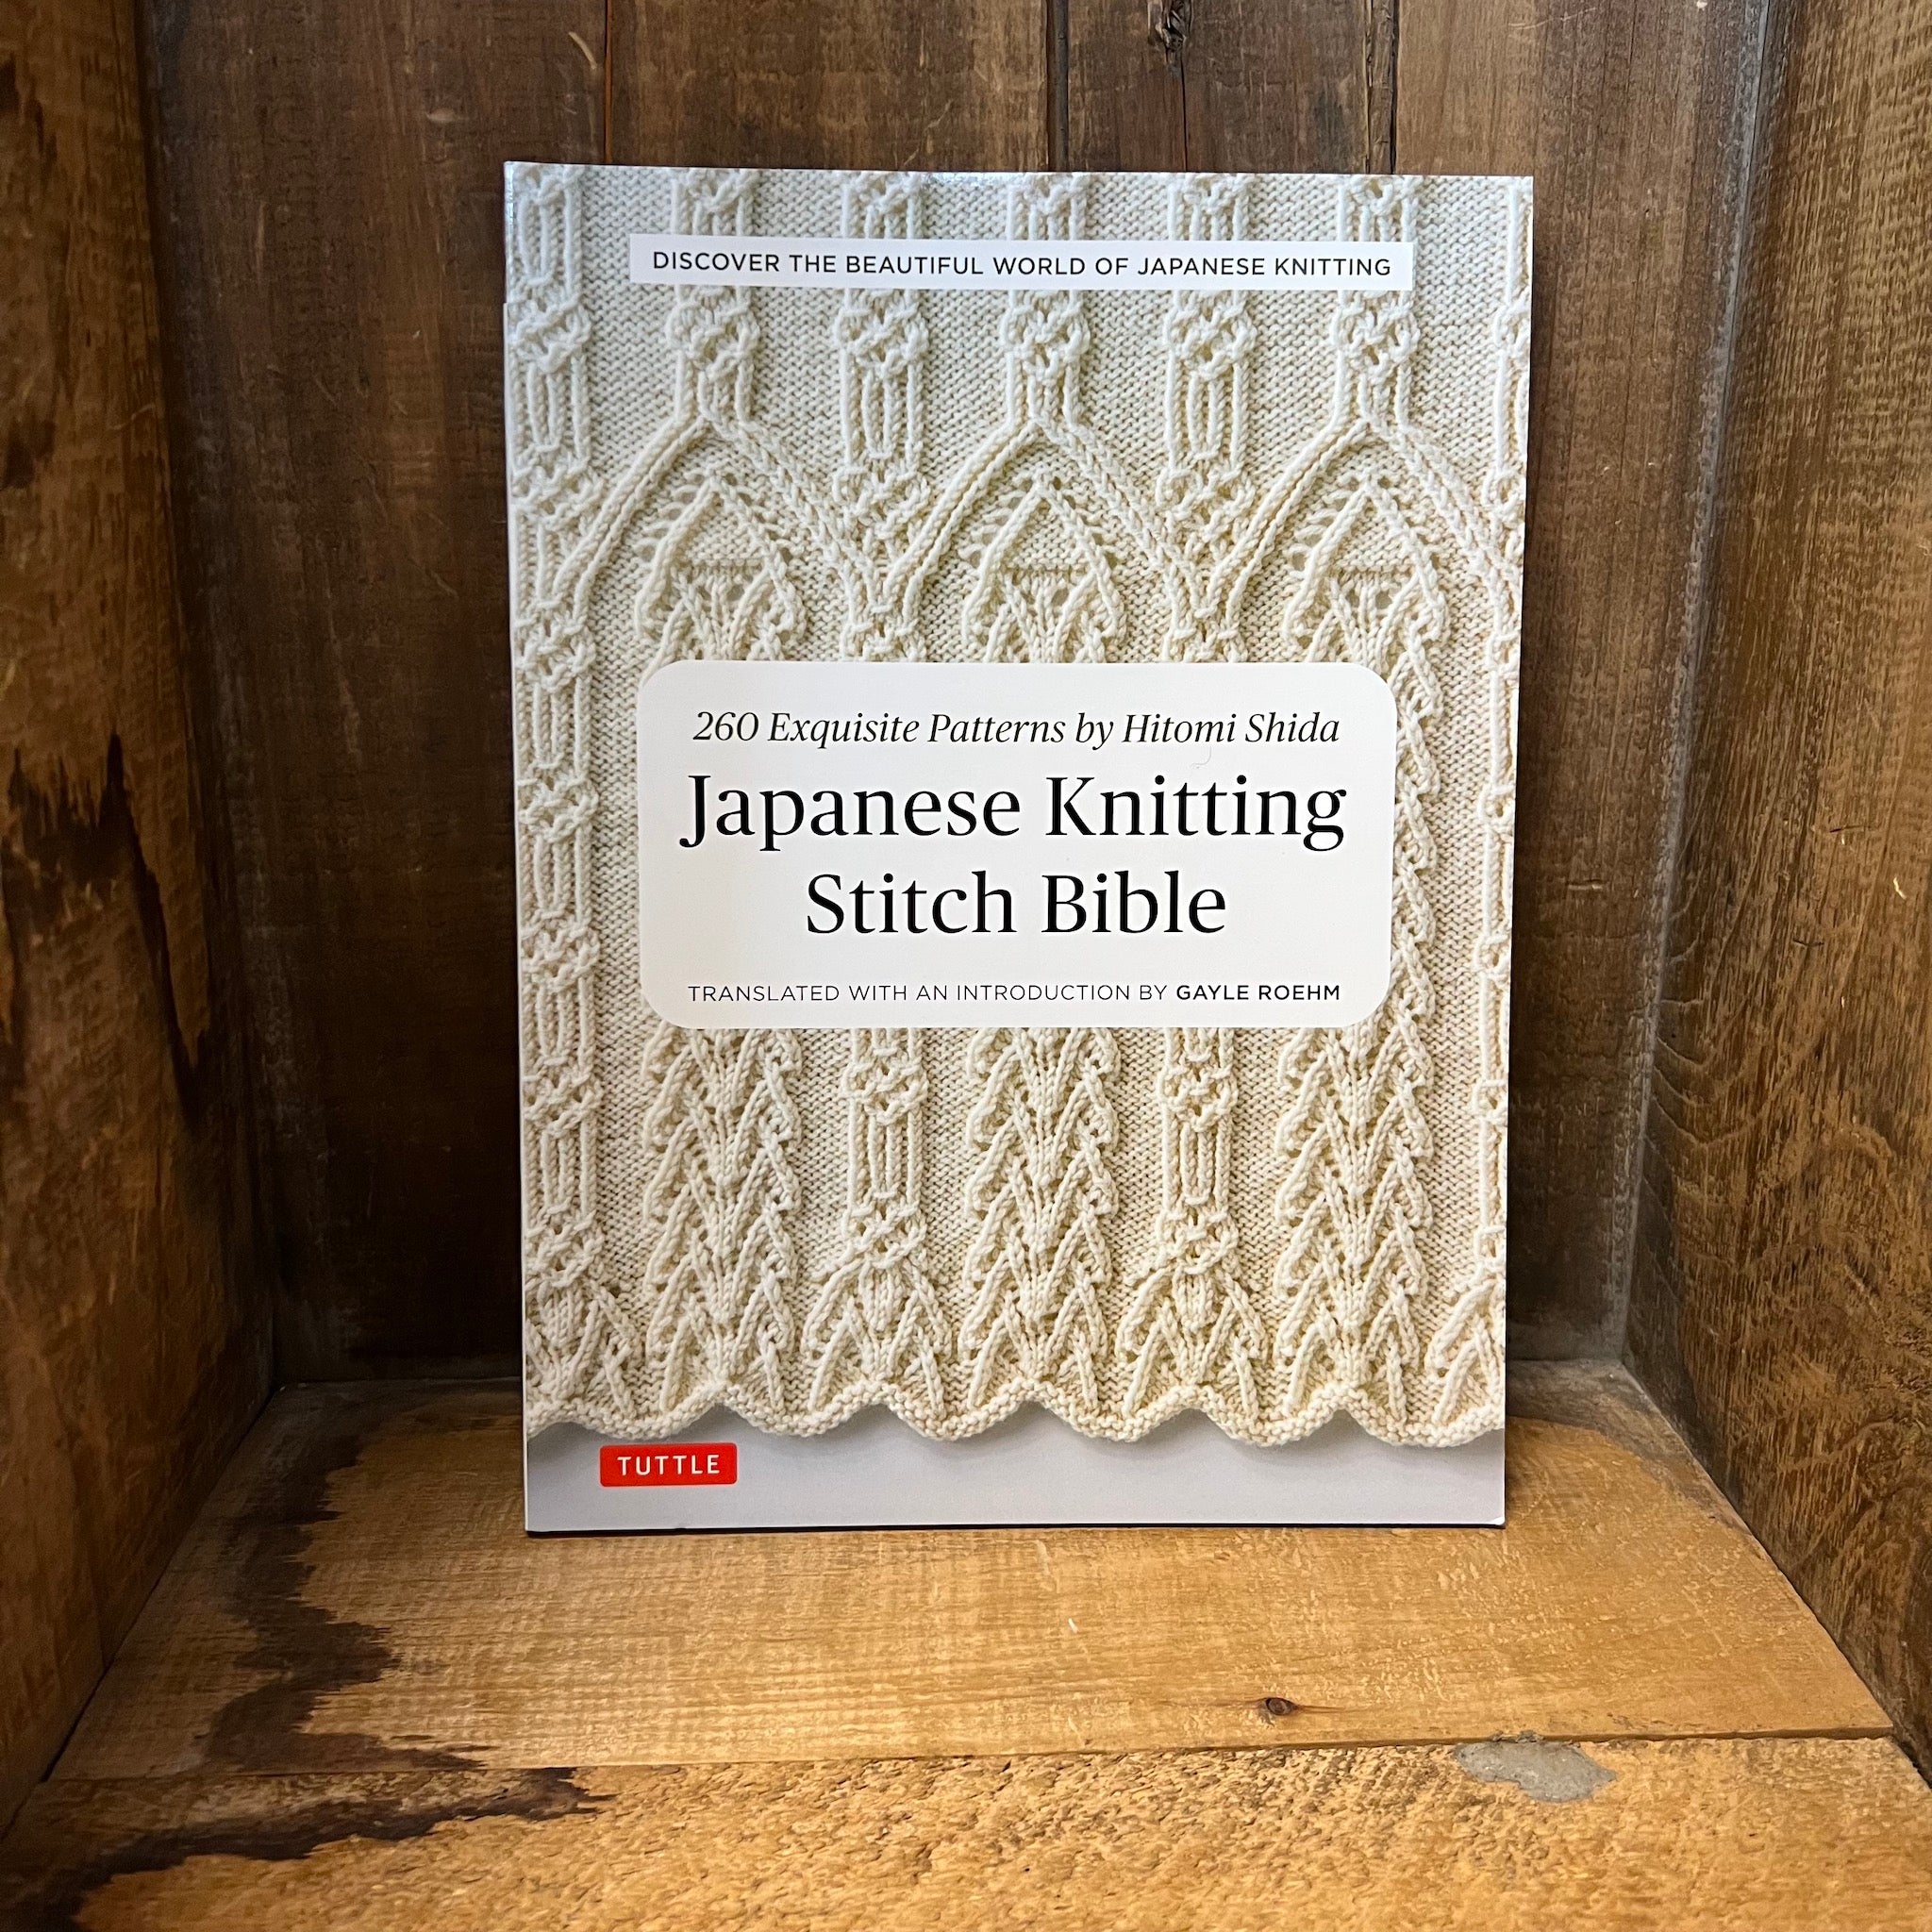 DISCOVER THE BEAUTIFUL WORLD OF JAPANESE KNITTING
260 Exquisite Patterns by Hitomi Shida
Japanese Knitting
Stitch Bible
TRANSLATED WITH AN INTRODUCTION BY GAYLE ROEHM
TUTTLE